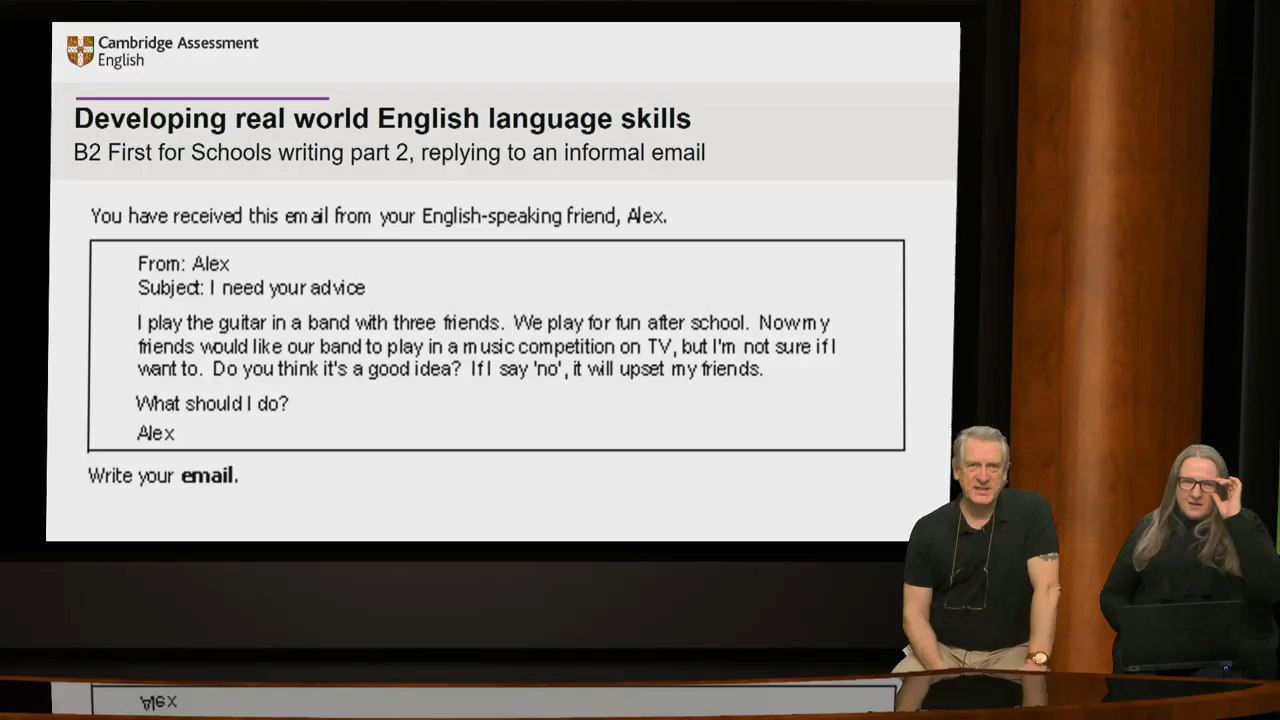 Cambridge Assessment
English
Developing real world English language skills
B2 First for Schools writing part 2, replying to an informal email
You have received this email from your English-speaking friend, Alex.
From: Alex
Subject: I need your advice
I play the guitar in a band with three friends. We play for fun after school. Now my
friends would like our band to play in a music competition on TV, but I'm not sure if I
want to. Do you think it's a good idea? If I say 'no', it will upset my friends.
What should I do?
Alex
Write your email.